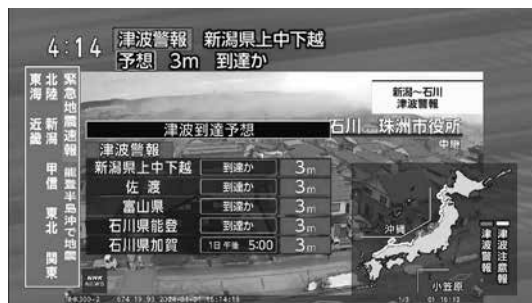 4:14
津波警報 新潟県上中下越
予想 3m 到達か
緊急地震速報 能登半島沖で地震
北陸 新潟 甲信 東北 関東
東海 近畿
新潟〜石川
津波警報
石川 珠洲市役所
中継
津波到達予想
津波警報
新潟県上中下越 到達か 3m
佐渡 到達か 3m
富山県 到達か 3m
石川県能登 到達か 3m
石川県加賀 1日午後 5:00 3m
沖縄
小笠原
津波警報
津波注意報
NHK
NEWS